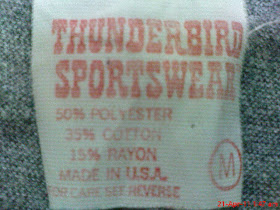 THUNDERBIRD
SPORTSWEAR
50% POLYESTER
35% COTTON
15% RAYON
MADE IN U.S.A.
FOR CARE SEE REVERSE
M